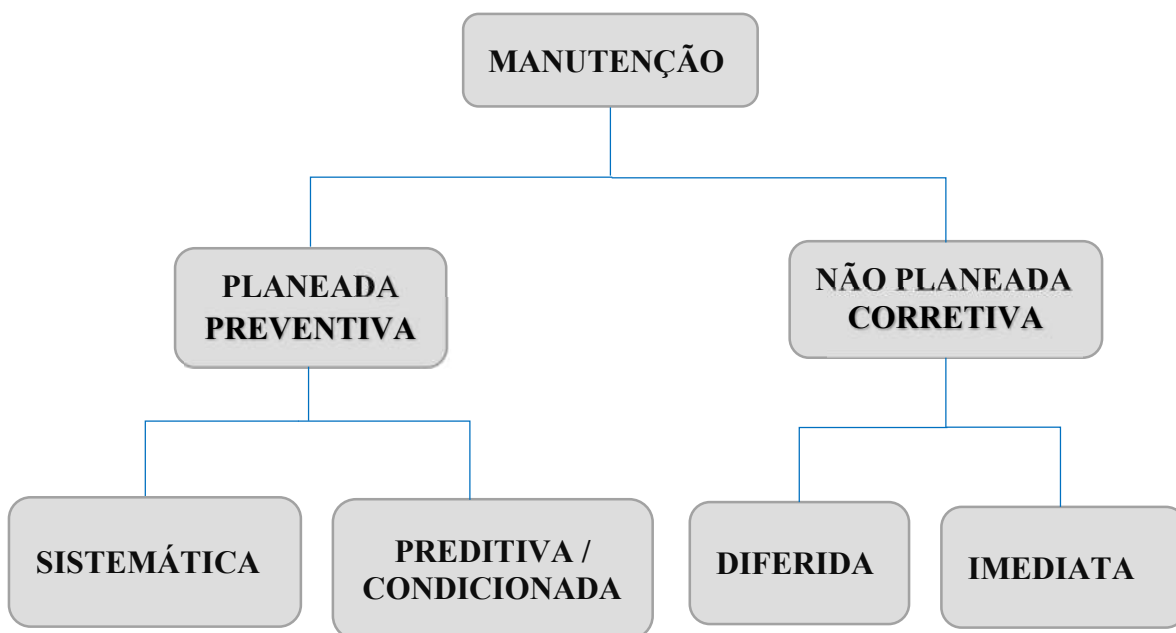 MANUTENÇÃO
PLANEADA
PREVENTIVA
NÃO PLANEADA
CORRETIVA
SISTEMÁTICA
PREDITIVA /
CONDICIONADA
DIFERIDA
IMEDIATA